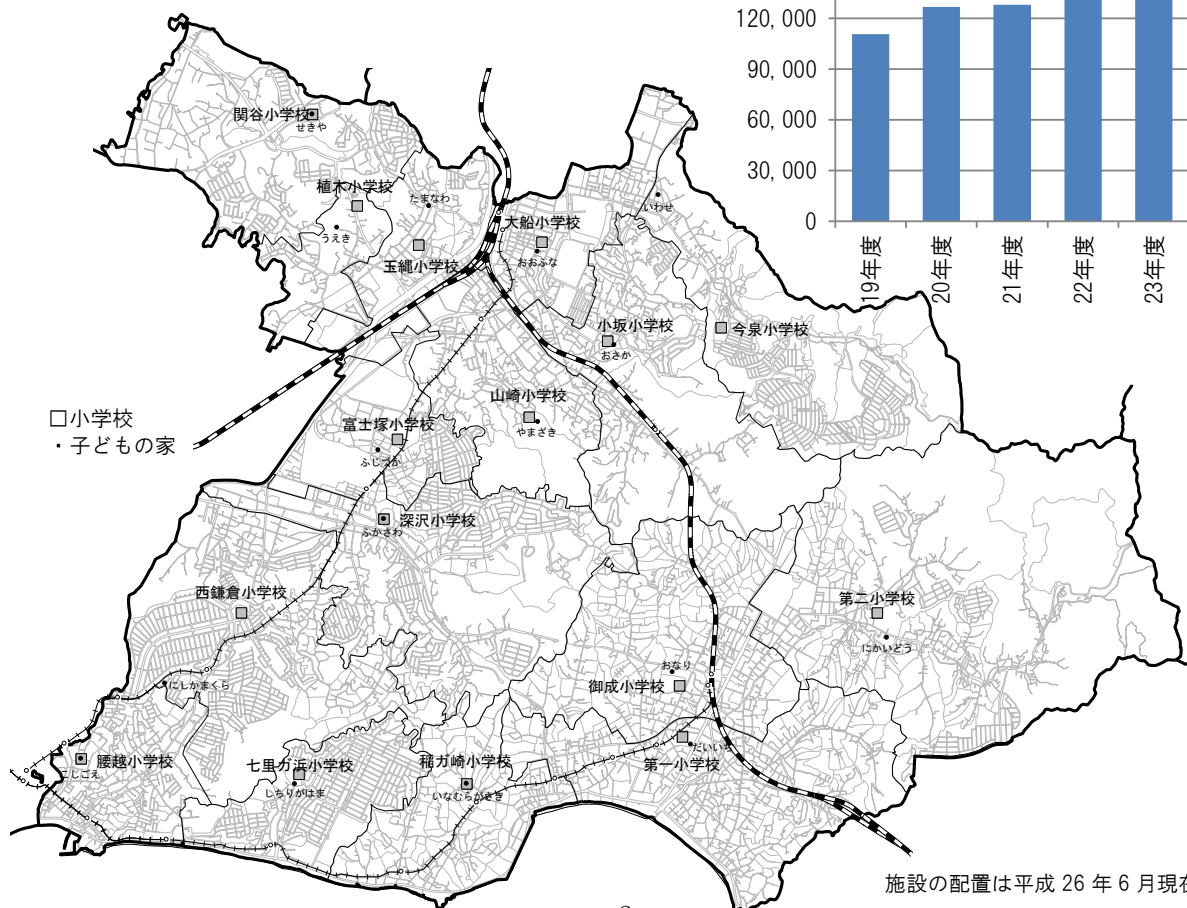 120,000
90,000
60,000
30,000
0
19年度
20年度
21年度
22年度
23年度
関谷小学校
せきや
植木小学校
たまなわ
うえき
玉縄小学校
大船小学校
おおふな
いわせ
小坂小学校
おさか
今泉小学校
□小学校
・子どもの家
山崎小学校
やまざき
富士塚小学校
ふじづか
深沢小学校
ふかさわ
西鎌倉小学校
第二小学校
にかいどう
おなり
御成小学校
にしかまくら
腰越小学校
こしごえ
七里ガ浜小学校
しちりがはま
稲ガ崎小学校
いなむらがさき
だいいち
第一小学校
施設の配置は平成 26 年 6 月現在